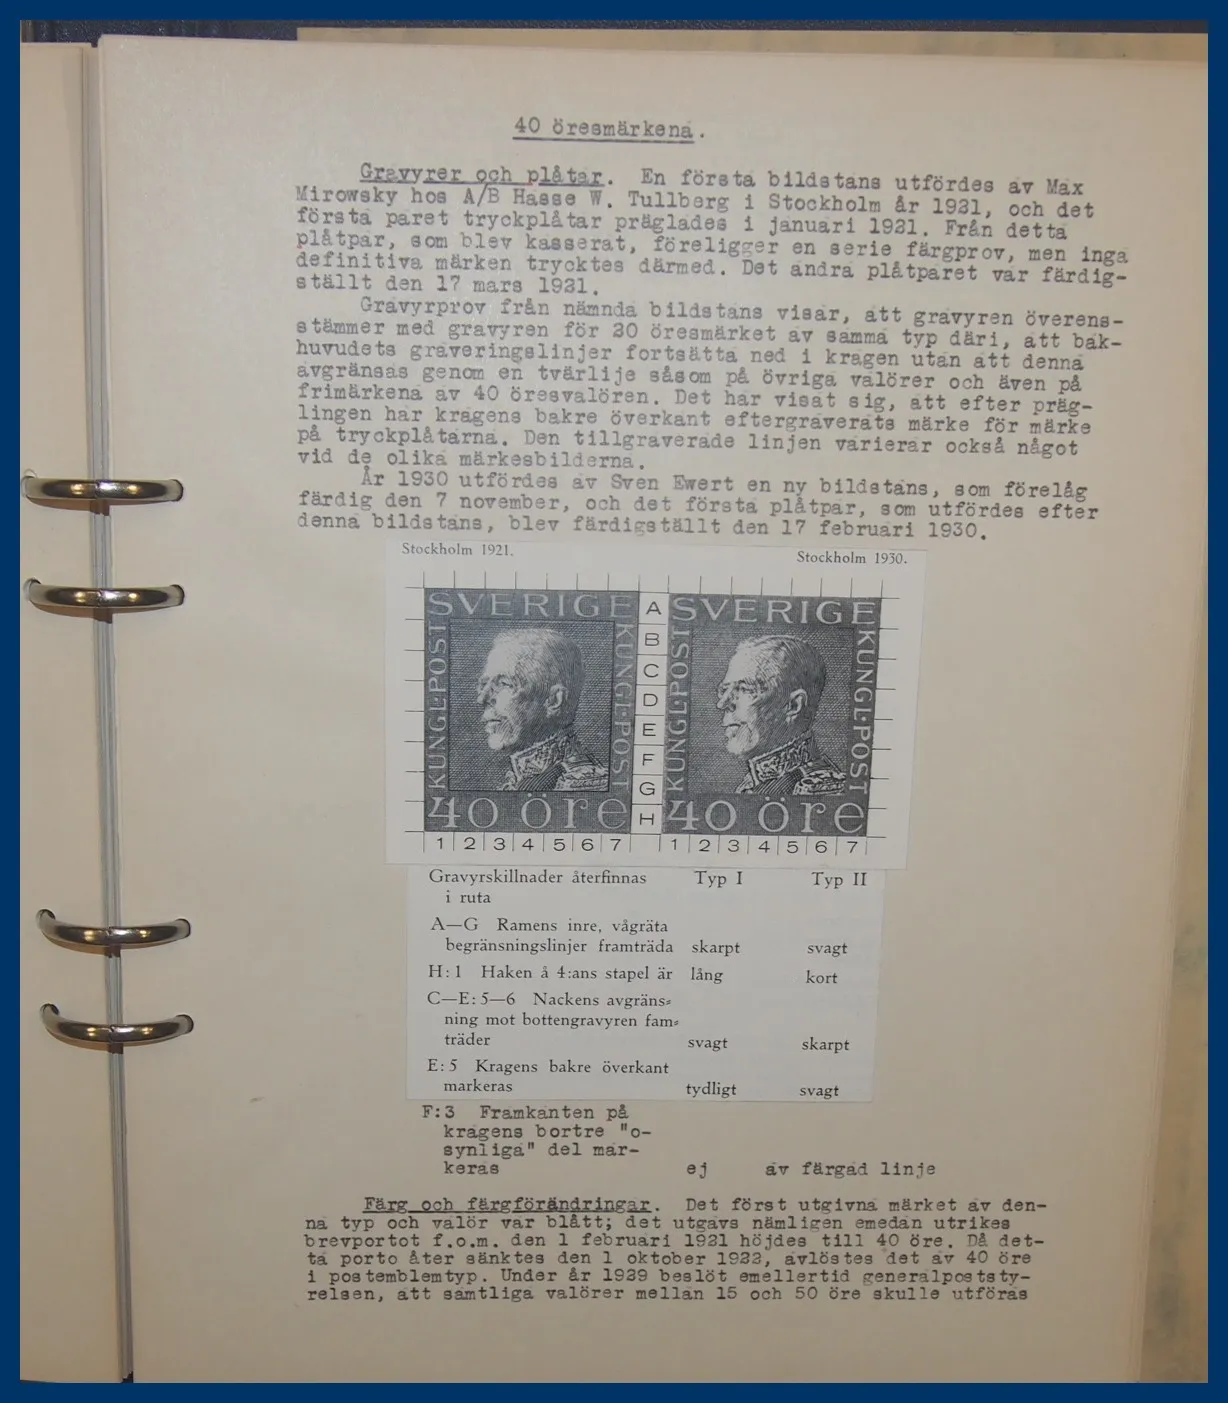 40 öresmärkena.
Gravyrer och plåtar. En första bildstans utfördes av Max
Mirowsky hos A/B Hasse W. Tullberg i Stockholm år 1921, och det
första paret tryckplåtar präglades i januari 1921. Från detta
plåtpar, som blev kasserat, föreligger en serie färgprov, men inga
definitiva märken trycktes därmed. Det andra plåtparet var färdig-
ställt den 17 mars 1921.
Gravyrprov från nämnda bildstans visar, att gravyren överens-
stämmer med gravyren för 20 öresmärket av samma typ däri, att bak-
huvudets graveringslinjer fortsätta ned i kragen utan att denna
avgränsas genom en tvärlije såsom på övriga valörer och även på
frimärkena av 40 öresvalören. Det har visat sig, att efter präg-
lingen har kragens bakre överkant eftergraverats märke för märke
på tryckplåtarna. Den tillgraverade linjen varierar också något
vid de olika märkesbilderna.
År 1930 utfördes av Sven Ewert en ny bildstans, som förelåg
färdig den 7 november, och det första plåtpar, som utfördes efter
denna bildstans, blev färdigställt den 17 februari 1930.
Stockholm 1921. Stockholm 1930.
SVERIGE A SVERIGE
KUNGL·POST KUNGL·POST B KUNGL·POST KUNGL·POST
C
D
E
F
G
40 öre H 40 öre
1 2 3 4 5 6 7 1 2 3 4 5 6 7
Gravyrskillnader återfinnas Typ I Typ II
i ruta
A—G Ramens inre, vågräta
begränsningslinjer framträda skarpt svagt
H: 1 Haken å 4:ans stapel är lång kort
C—E: 5—6 Nackens avgräns-
ning mot bottengravyren fam-
träder svagt skarpt
E: 5 Kragens bakre överkant
markeras tydligt svagt
F:3 Framkanten på
kragens bortre "o-
synliga" del mar-
keras ej av färgad linje
Färg och färgförändringar. Det först utgivna märket av den-
na typ och valör var blått; det utgavs nämligen emedan utrikes
brevportot f.o.m. den 1 februari 1921 höjdes till 40 öre. Då det-
ta porto åter sänktes den 1 oktober 1922, avlöstes det av 40 öre
i postemblemtyp. Under år 1929 beslöt emellertid generalpoststy-
relsen, att samtliga valörer mellan 15 och 50 öre skulle utföras